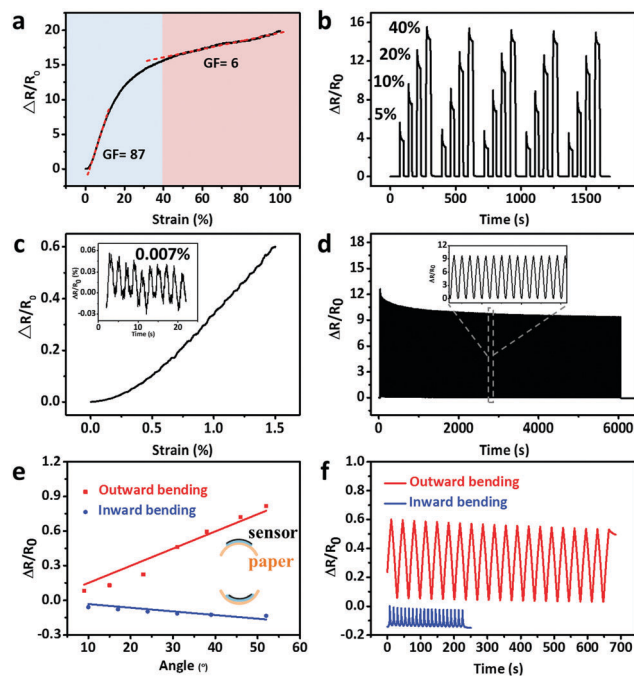 a
ΔR/R₀
20
15
10
5
0
GF= 6
GF= 87
0 20 40 60 80 100
Strain (%)
b
ΔR/R0
16
12
8
4
0
40%
20%
10%
5%
0 500 1000 1500
Time (s)
c
ΔR/R₀
0.6
0.4
0.2
0.0
0.007%
ΔR/R₀ (%)
0.06
0.03
0.00
-0.03
0 10 20
Time (s)
0.0 0.5 1.0 1.5
Strain (%)
d
ΔR/R0
18
15
12
9
6
3
0
ΔR/R₀
12
9
6
3
0
0 2000 4000 6000
Time (s)
e
ΔR/R0
1.2
0.9
0.6
0.3
0.0
-0.3
Outward bending
Inward bending
sensor
paper
0 10 20 30 40 50 60
Angle (°)
f
ΔR/R0
1.0
0.8
0.6
0.4
0.2
0.0
-0.2
Outward bending
Inward bending
0 100 200 300 400 500 600 700
Time (s)